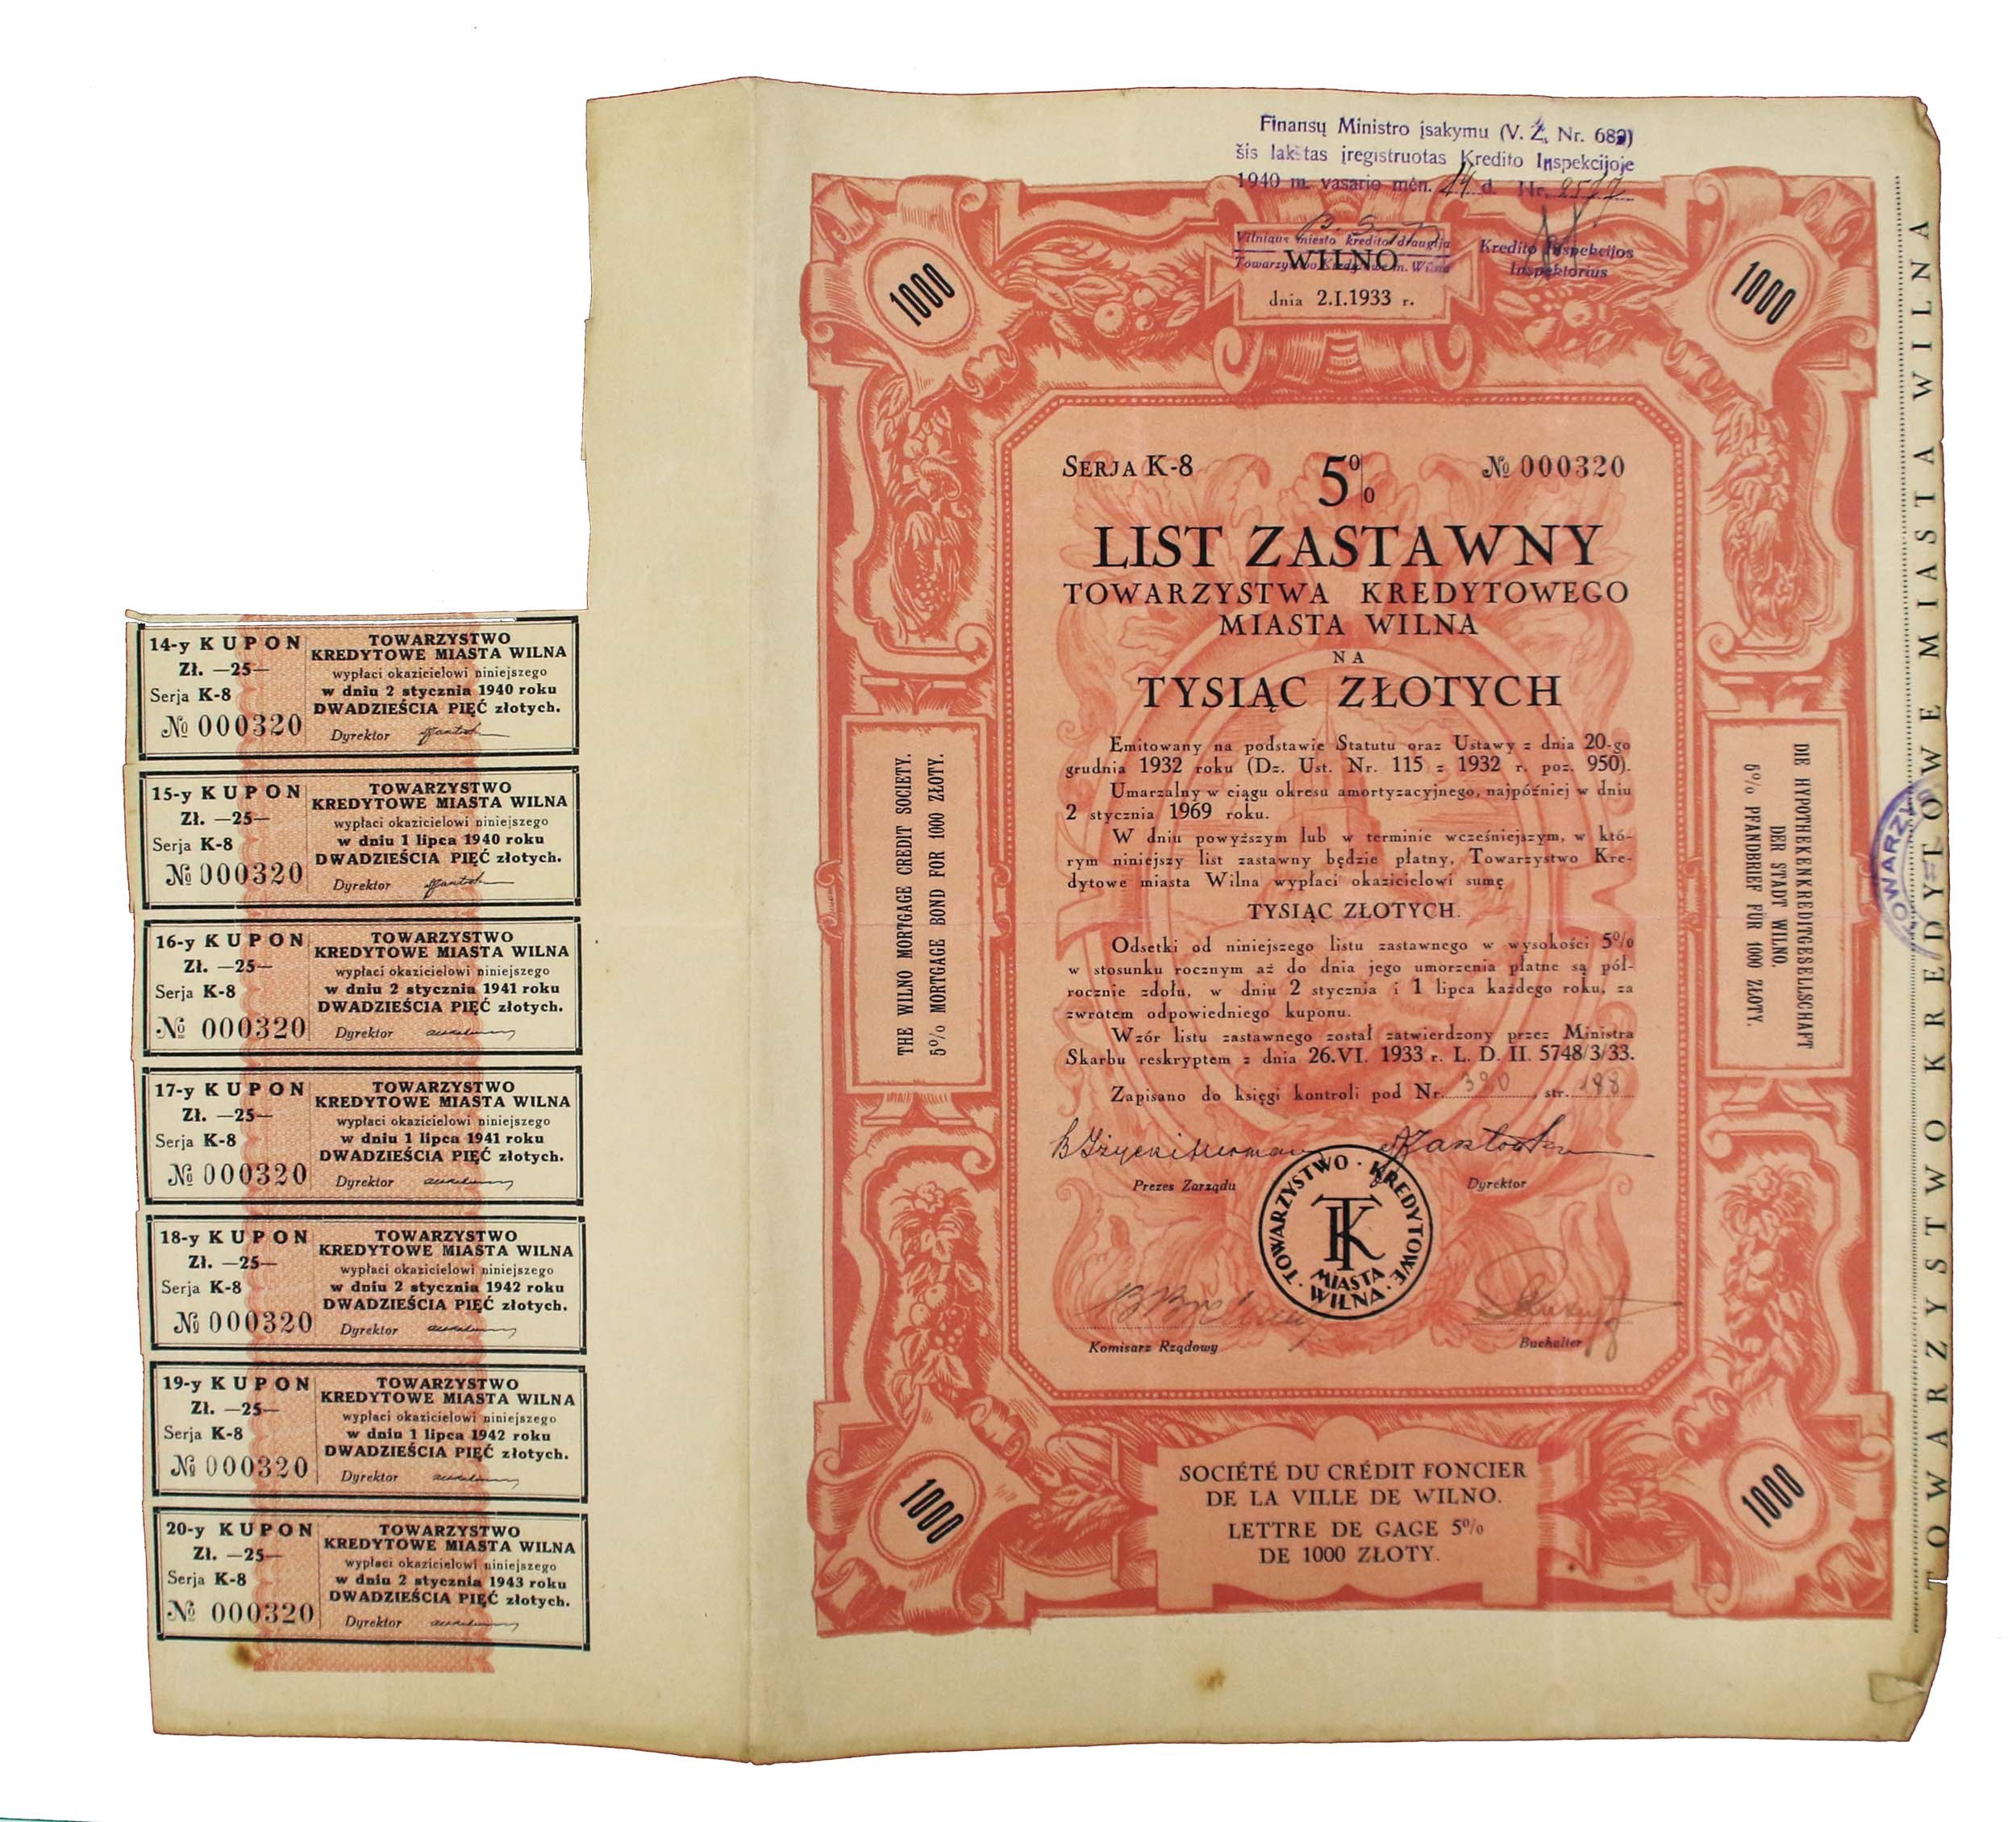 Finansų Ministro įsakymu (V. Ž. Nr. 682)
šis lakštas įregistruotas Kredito Inspekcijoje
1940 m. vasario mėn. 14 d. Nr.
Vilniaus miesto kredito draugija
Towarzystwo Kredytowe m. Wilna
Kredito Inspekcijos
Inspektorius
WILNO
dnia 2.I.1933 r.
1000
1000
SERJA K-8
5%
№ 000320
LIST ZASTAWNY
TOWARZYSTWA KREDYTOWEGO
MIASTA WILNA
NA
TYSIĄC ZŁOTYCH
Emitowany na podstawie Statutu oraz Ustawy z dnia 20-go
grudnia 1932 roku (Dz. Ust. Nr. 115 z 1932 r. poz. 950).
Umarzalny w ciągu okresu amortyzacyjnego, najpóźniej w dniu
2 stycznia 1969 roku.
W dniu powyższym lub w terminie wcześniejszym, w któ-
rym niniejszy list zastawny będzie płatny, Towarzystwo Kre-
dytowe miasta Wilna wypłaci okazicielowi sumę
TYSIĄC ZŁOTYCH.
Odsetki od niniejszego listu zastawnego w wysokości 5%
w stosunku rocznym aż do dnia jego umorzenia płatne są pół-
rocznie zdołu, w dniu 2 stycznia i 1 lipca każdego roku, za
zwrotem odpowiedniego kuponu.
Wzór listu zastawnego został zatwierdzony przez Ministra
Skarbu reskryptem z dnia 26.VI. 1933 r. L. D. II. 5748/3/33.
Zapisano do księgi kontroli pod Nr. 320, str. 198
Prezes Zarządu
Dyrektor
TOWARZYSTWO · KREDYTOWE ·
MIASTA
· WILNA ·
TK
Komisarz Rządowy
Buchalter
1000
1000
SOCIÉTÉ DU CRÉDIT FONCIER
DE LA VILLE DE WILNO.
LETTRE DE GAGE 5%
DE 1000 ZŁOTY.
THE WILNO MORTGAGE CREDIT SOCIETY.
5% MORTGAGE BOND FOR 1000 ZŁOTY.
DE HYPOTHEKENKREDITGESELLSCHAFT
DER STADT WILNO.
5% PFANDBRIEF FÜR 1000 ZŁOTY.
TOWARZYSTWO KREDYTOWE MIASTA WILNA
14-y KUPON
Zł. —25—
Serja K-8
№ 000320
TOWARZYSTWO
KREDYTOWE MIASTA WILNA
wypłaci okazicielowi niniejszego
w dniu 2 stycznia 1940 roku
DWADZIEŚCIA PIĘĆ złotych.
Dyrektor
15-y KUPON
Zł. —25—
Serja K-8
№ 000320
TOWARZYSTWO
KREDYTOWE MIASTA WILNA
wypłaci okazicielowi niniejszego
w dniu 1 lipca 1940 roku
DWADZIEŚCIA PIĘĆ złotych.
Dyrektor
16-y KUPON
Zł. —25—
Serja K-8
№ 000320
TOWARZYSTWO
KREDYTOWE MIASTA WILNA
wypłaci okazicielowi niniejszego
w dniu 2 stycznia 1941 roku
DWADZIEŚCIA PIĘĆ złotych.
Dyrektor
17-y KUPON
Zł. —25—
Serja K-8
№ 000320
TOWARZYSTWO
KREDYTOWE MIASTA WILNA
wypłaci okazicielowi niniejszego
w dniu 1 lipca 1941 roku
DWADZIEŚCIA PIĘĆ złotych.
Dyrektor
18-y KUPON
Zł. —25—
Serja K-8
№ 000320
TOWARZYSTWO
KREDYTOWE MIASTA WILNA
wypłaci okazicielowi niniejszego
w dniu 2 stycznia 1942 roku
DWADZIEŚCIA PIĘĆ złotych.
Dyrektor
19-y KUPON
Zł. —25—
Serja K-8
№ 000320
TOWARZYSTWO
KREDYTOWE MIASTA WILNA
wypłaci okazicielowi niniejszego
w dniu 1 lipca 1942 roku
DWADZIEŚCIA PIĘĆ złotych.
Dyrektor
20-y KUPON
Zł. —25—
Serja K-8
№ 000320
TOWARZYSTWO
KREDYTOWE MIASTA WILNA
wypłaci okazicielowi niniejszego
w dniu 2 stycznia 1943 roku
DWADZIEŚCIA PIĘĆ złotych.
Dyrektor